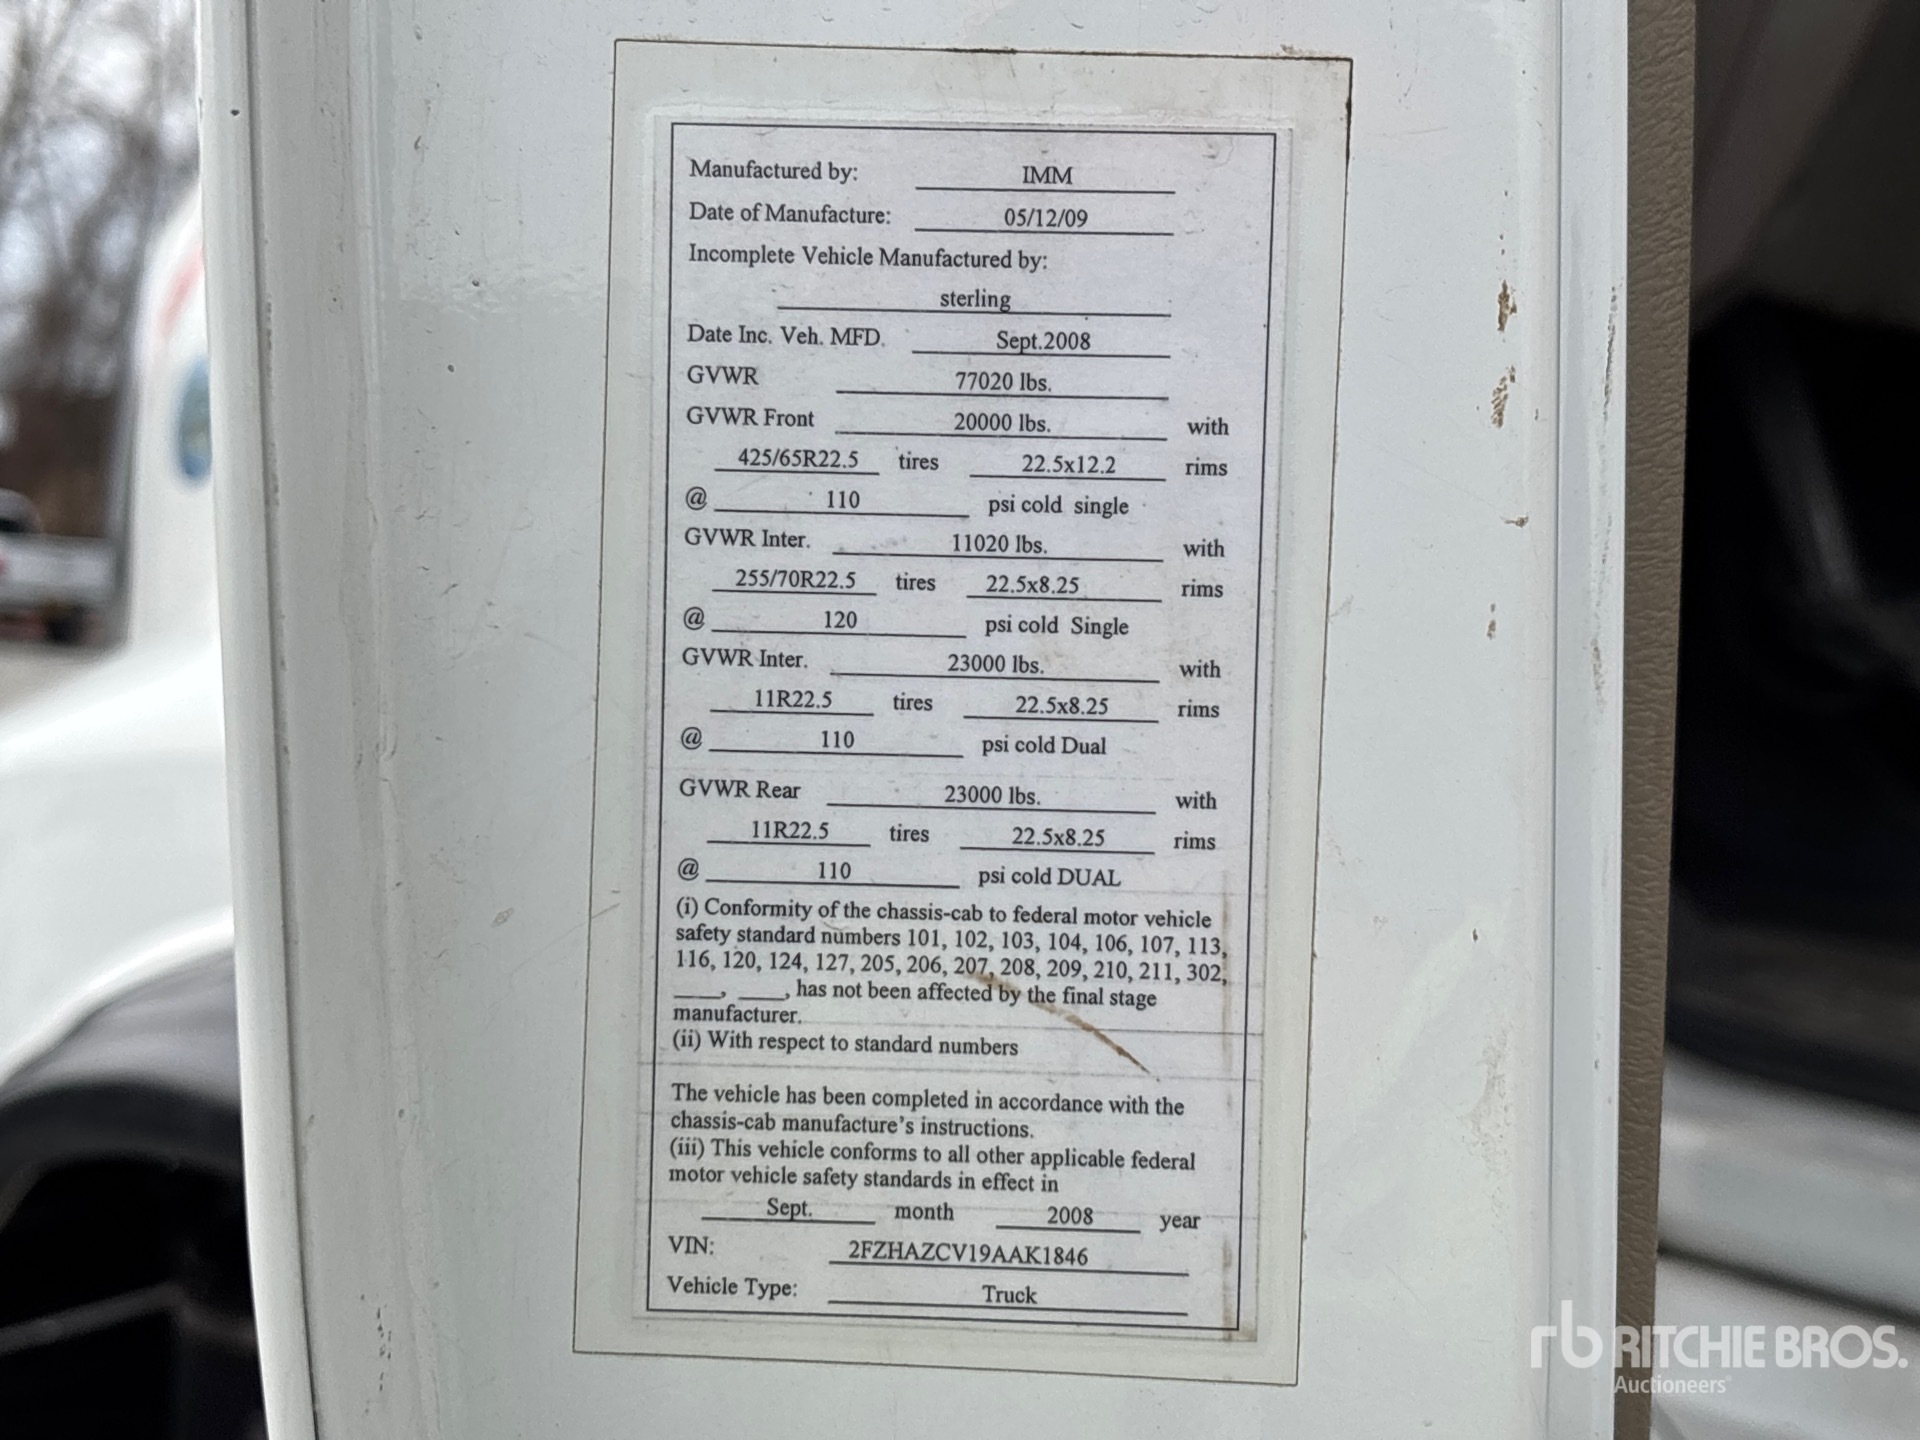 Manufactured by: IMM
Date of Manufacture: 05/12/09
Incomplete Vehicle Manufactured by:
sterling
Date Inc. Veh. MFD. Sept.2008
GVWR 77020 lbs.
GVWR Front 20000 lbs. with
425/65R22.5 tires 22.5x12.2 rims
@ 110 psi cold single
GVWR Inter. 11020 lbs. with
255/70R22.5 tires 22.5x8.25 rims
@ 120 psi cold Single
GVWR Inter. 23000 lbs. with
11R22.5 tires 22.5x8.25 rims
@ 110 psi cold Dual
GVWR Rear 23000 lbs. with
11R22.5 tires 22.5x8.25 rims
@ 110 psi cold DUAL
(i) Conformity of the chassis-cab to federal motor vehicle
safety standard numbers 101, 102, 103, 104, 106, 107, 113,
116, 120, 124, 127, 205, 206, 207, 208, 209, 210, 211, 302,
____, ____, has not been affected by the final stage
manufacturer.
(ii) With respect to standard numbers
The vehicle has been completed in accordance with the
chassis-cab manufacture's instructions.
(iii) This vehicle conforms to all other applicable federal
motor vehicle safety standards in effect in
Sept. month 2008 year
VIN: 2FZHAZCV19AAK1846
Vehicle Type: Truck
rb RITCHIE BROS.
Auctioneers